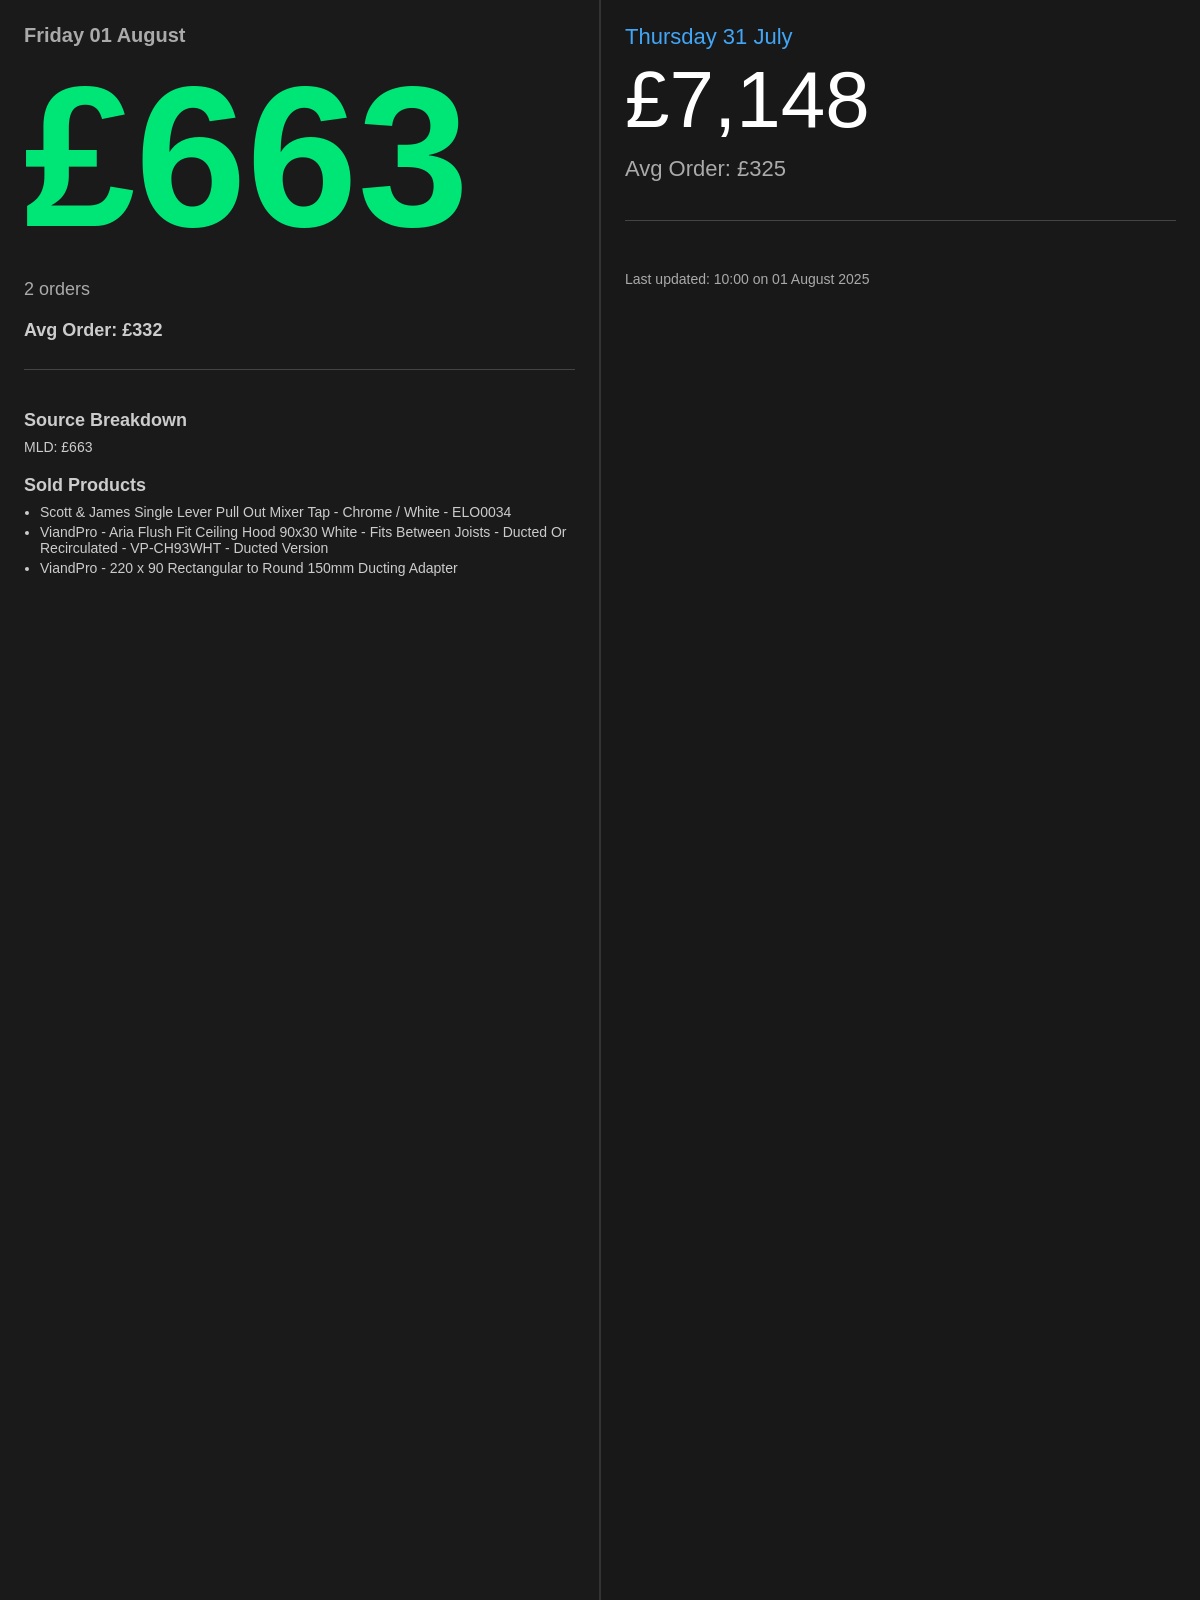 Friday 01 August
£663
2 orders
Avg Order: £332
Source Breakdown
MLD: £663
Sold Products
• Scott & James Single Lever Pull Out Mixer Tap - Chrome / White - ELO0034
• ViandPro - Aria Flush Fit Ceiling Hood 90x30 White - Fits Between Joists - Ducted Or
Recirculated - VP-CH93WHT - Ducted Version
• ViandPro - 220 x 90 Rectangular to Round 150mm Ducting Adapter
Thursday 31 July
£7,148
Avg Order: £325
Last updated: 10:00 on 01 August 2025